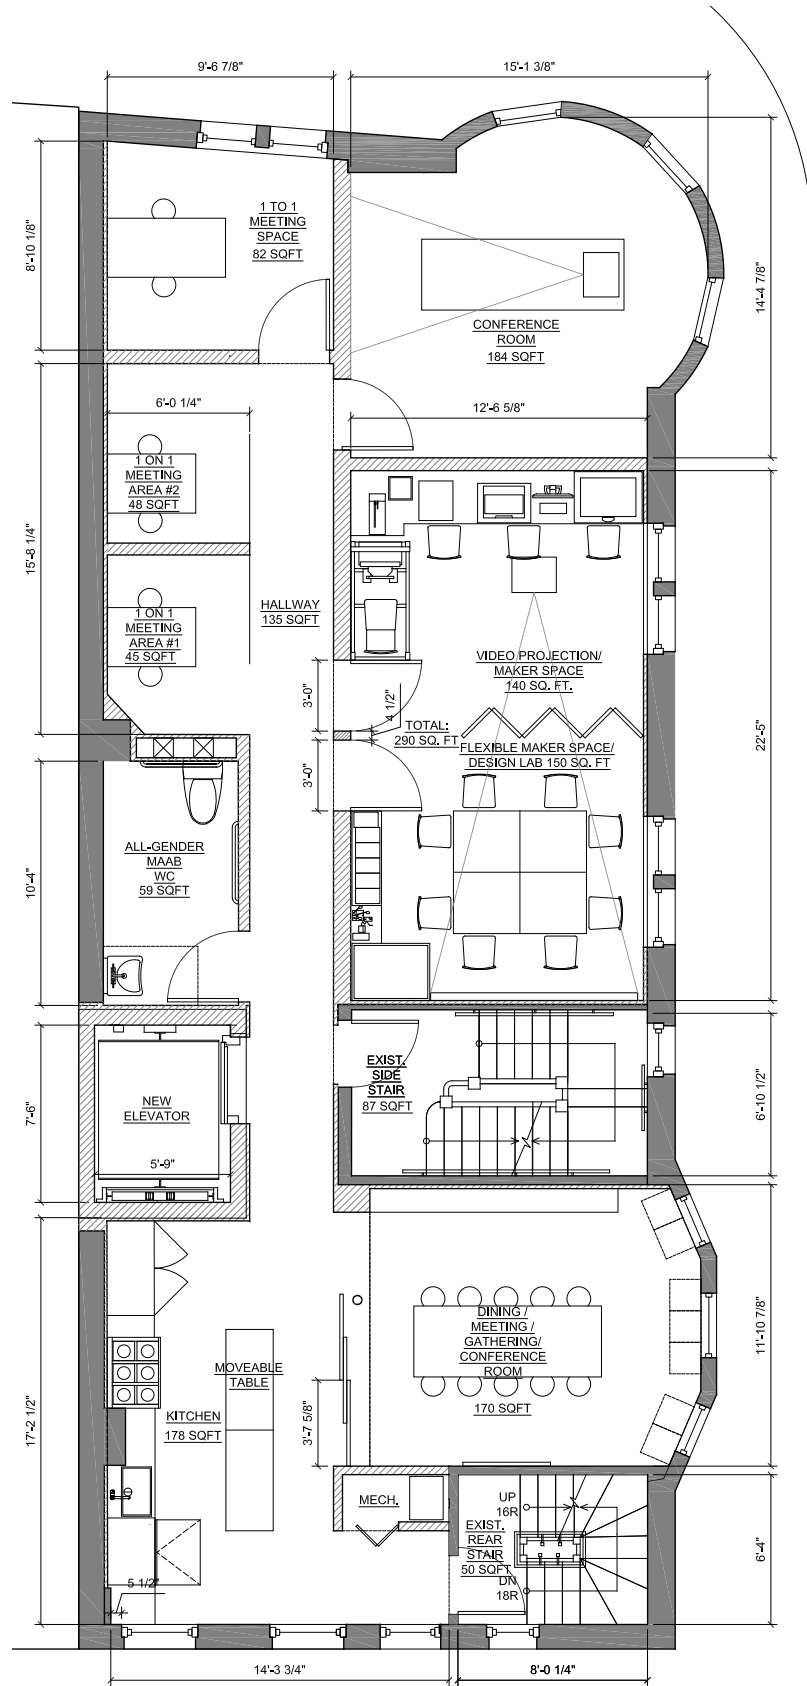 9'-6 7/8"
15'-1 3/8"
8'-10 1/8"
1 TO 1
MEETING
SPACE
82 SQFT
14'-4 7/8"
CONFERENCE
ROOM
184 SQFT
6'-0 1/4"
12'-6 5/8"
1 ON 1
MEETING
AREA #2
48 SQFT
15'-8 1/4"
HALLWAY
135 SQFT
1 ON 1
MEETING
AREA #1
45 SQFT
VIDEO PROJECTION/
MAKER SPACE
140 SQ. FT.
3'-0"
4 1/2"
TOTAL:
290 SQ. FT
FLEXIBLE MAKER SPACE/
DESIGN LAB 150 SQ. FT
22'-5"
3'-0"
ALL-GENDER
MAAB
WC
59 SQFT
10'-4"
EXIST.
SIDE
STAIR
87 SQFT
6'-10 1/2"
NEW
ELEVATOR
7'-6"
5'-9"
DINING /
MEETING /
GATHERING/
CONFERENCE
ROOM
170 SQFT
11'-10 7/8"
MOVEABLE
TABLE
3'-7 5/8"
KITCHEN
178 SQFT
17'-2 1/2"
MECH.
UP
16R
EXIST.
REAR
STAIR
50 SQFT
DN
18R
6'-4"
5 1/2"
14'-3 3/4"
8'-0 1/4"